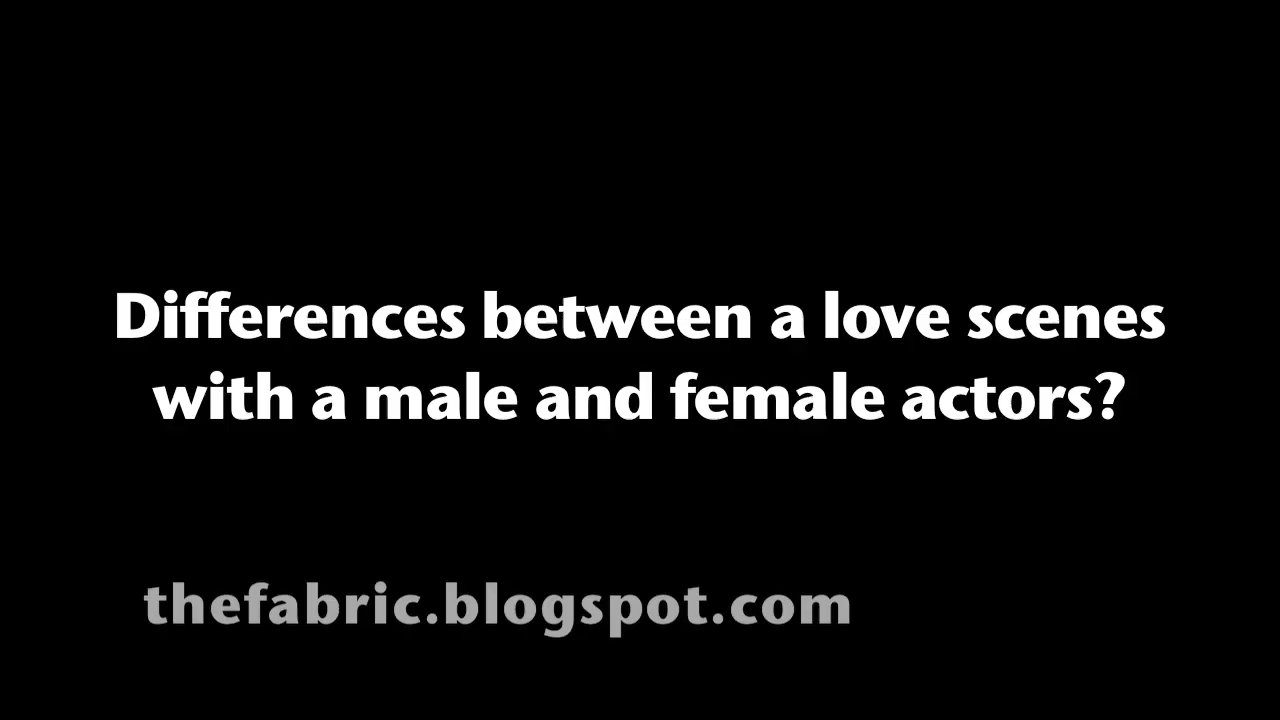 Differences between a love scenes
with a male and female actors?
thefabric.blogspot.com